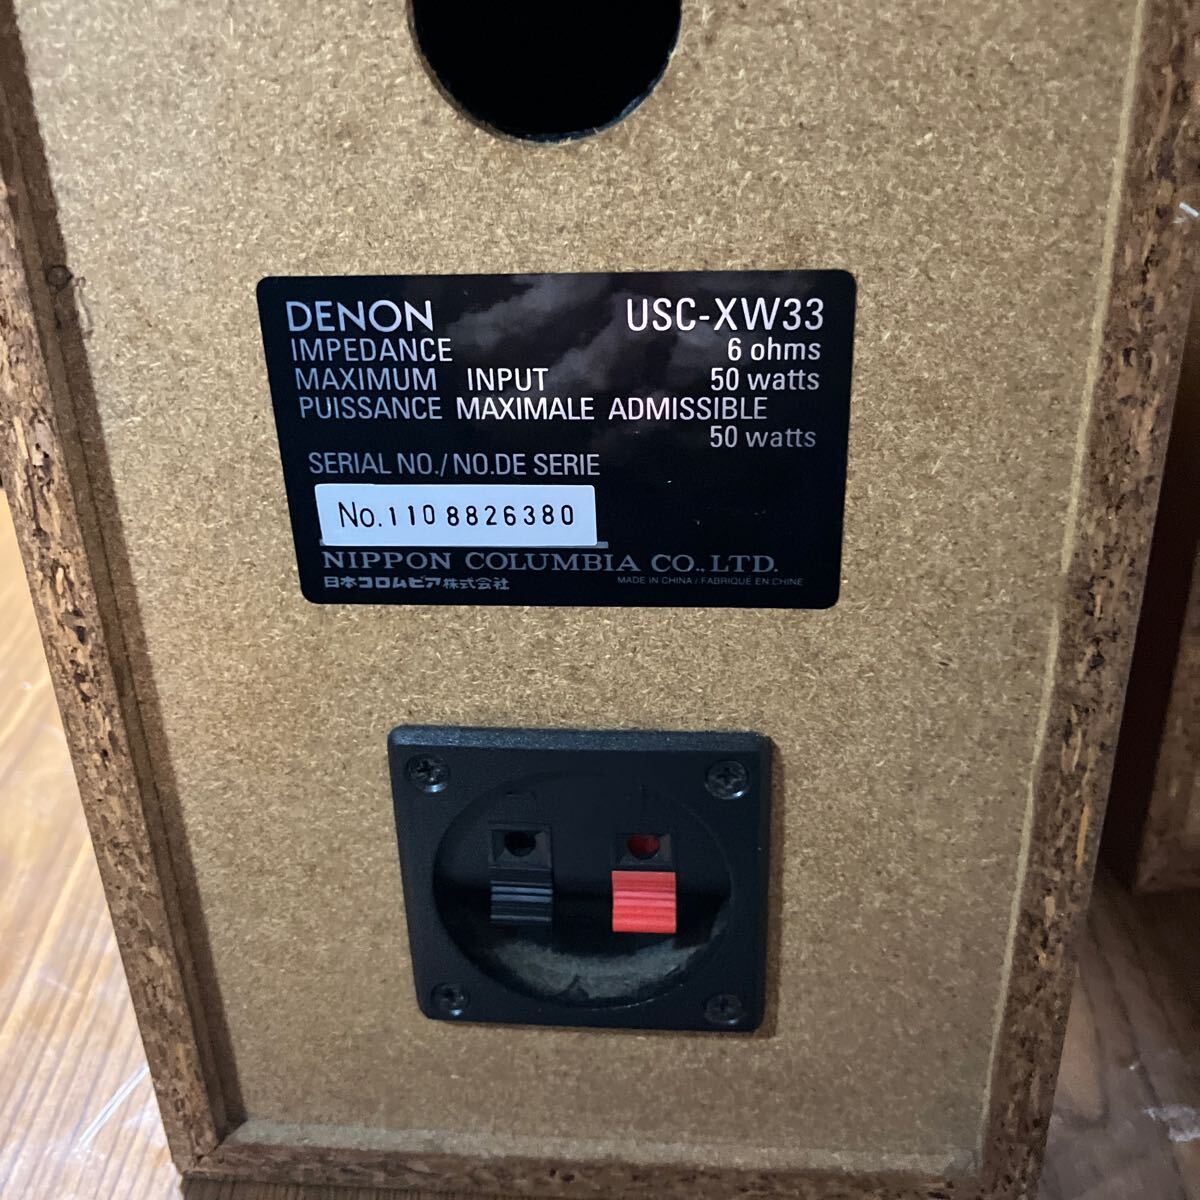 DENON USC-XW33
IMPEDANCE 6 ohms
MAXIMUM INPUT 50 watts
PUISSANCE MAXIMALE ADMISSIBLE
50 watts
SERIAL NO./NO.DE SERIE
No.110 8826380
NIPPON COLUMBIA CO.,LTD.
日本コロムビア株式会社 MADE IN CHINA / FABRIQUÉ EN CHINE